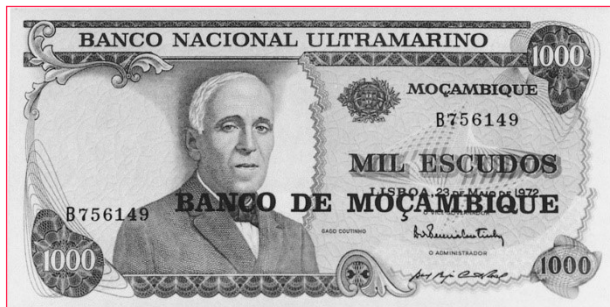 BANCO NACIONAL ULTRAMARINO
1000
MOÇAMBIQUE
B756149
MIL ESCUDOS
LISBOA, 23 DE MAIO DE 1972
BANCO DE MOÇAMBIQUE
B756149
GAGO COUTINHO
O ADMINISTRADOR
1000
1000